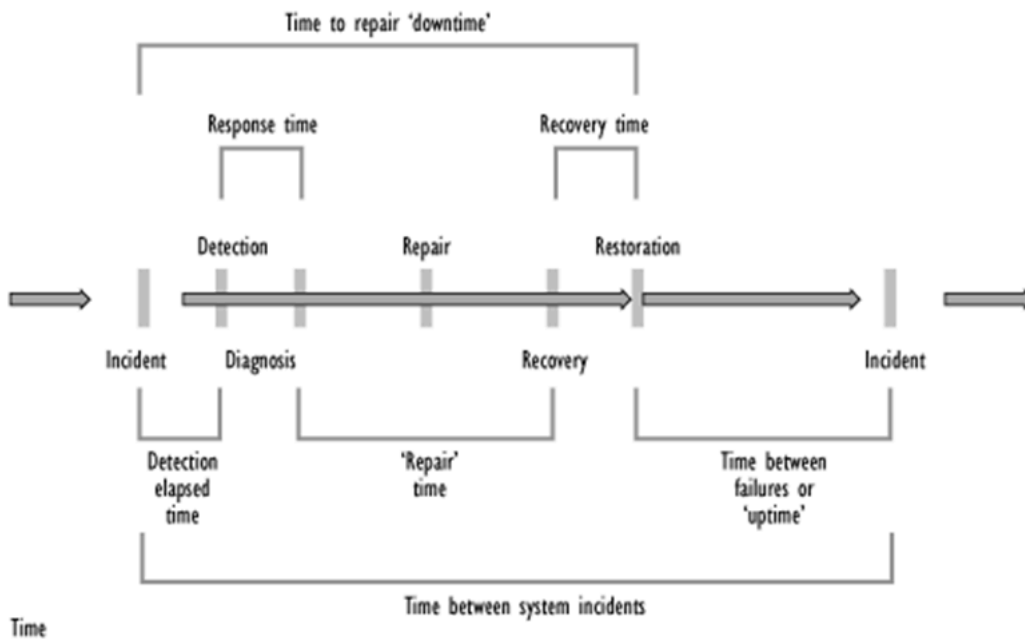 Time to repair ‘downtime’
Response time
Recovery time
Detection
Repair
Restoration
Incident
Diagnosis
Recovery
Incident
Detection
elapsed
time
‘Repair’
time
Time between
failures or
‘uptime’
Time between system incidents
Time